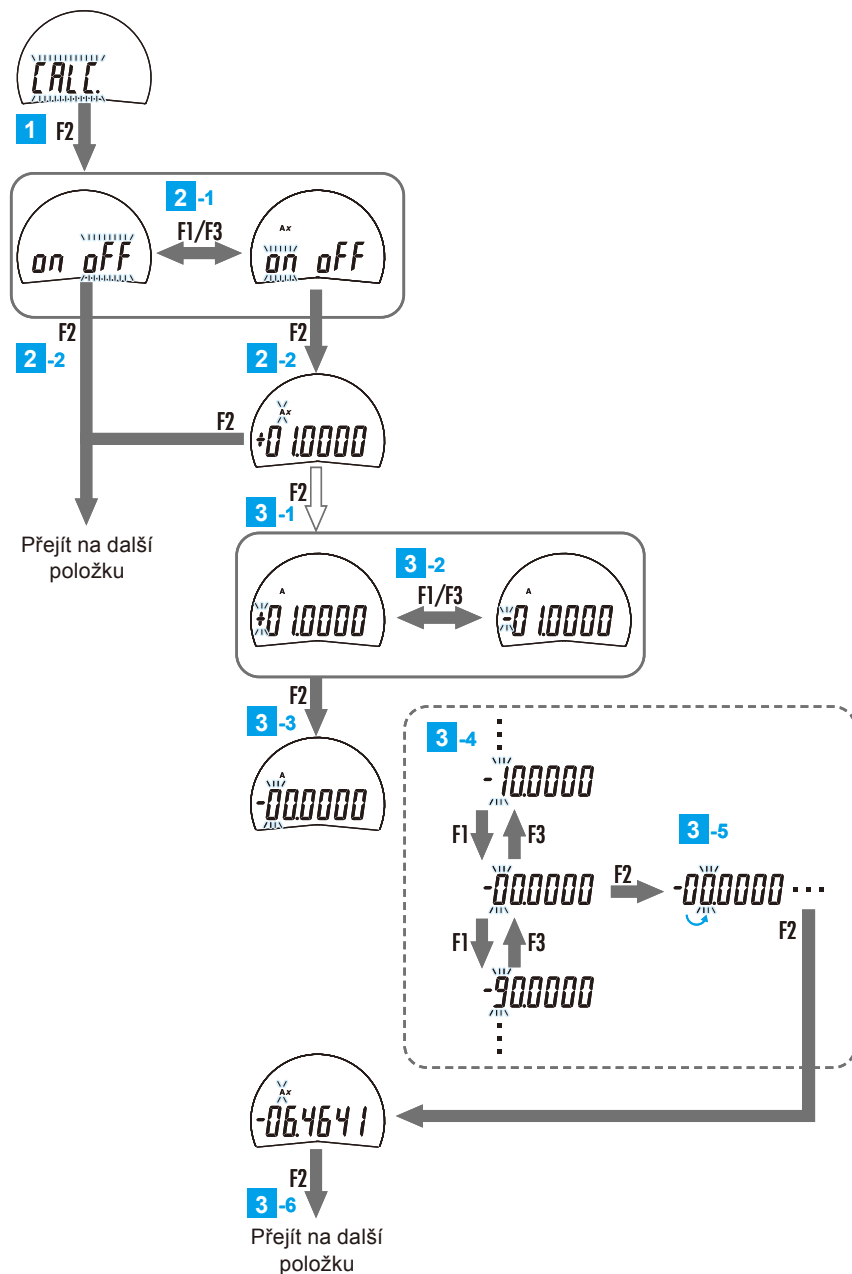 CALC.
1 F2
2 -1
F1/F3
on oFF
Ax
on oFF
F2
2 -2
F2
2 -2
F2
Ax
+01.0000
F2
3 -1
Přejít na další
položku
3 -2
F1/F3
A
+01.0000
A
-01.0000
F2
3 -3
A
-00.0000
3 -4
-10.0000
F1 F3
3 -5
-00.0000
F2
-00.0000
F1 F3
F2
-90.0000
Ax
-06.4641
F2
3 -6
Přejít na další
položku